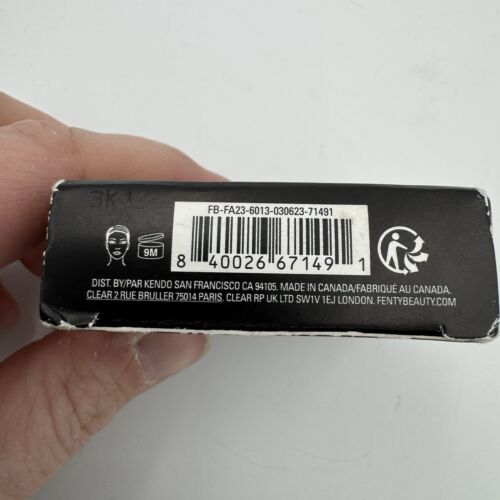 FB-FA23-6013-030623-71491
9M
8 40026 67149 1
DIST. BY/PAR KENDO SAN FRANCISCO CA 94105. MADE IN CANADA/FABRIQUÉ AU CANADA.
CLEAR 2 RUE BRULLER 75014 PARIS. CLEAR RP UK LTD SW1V 1EJ LONDON. FENTYBEAUTY.COM